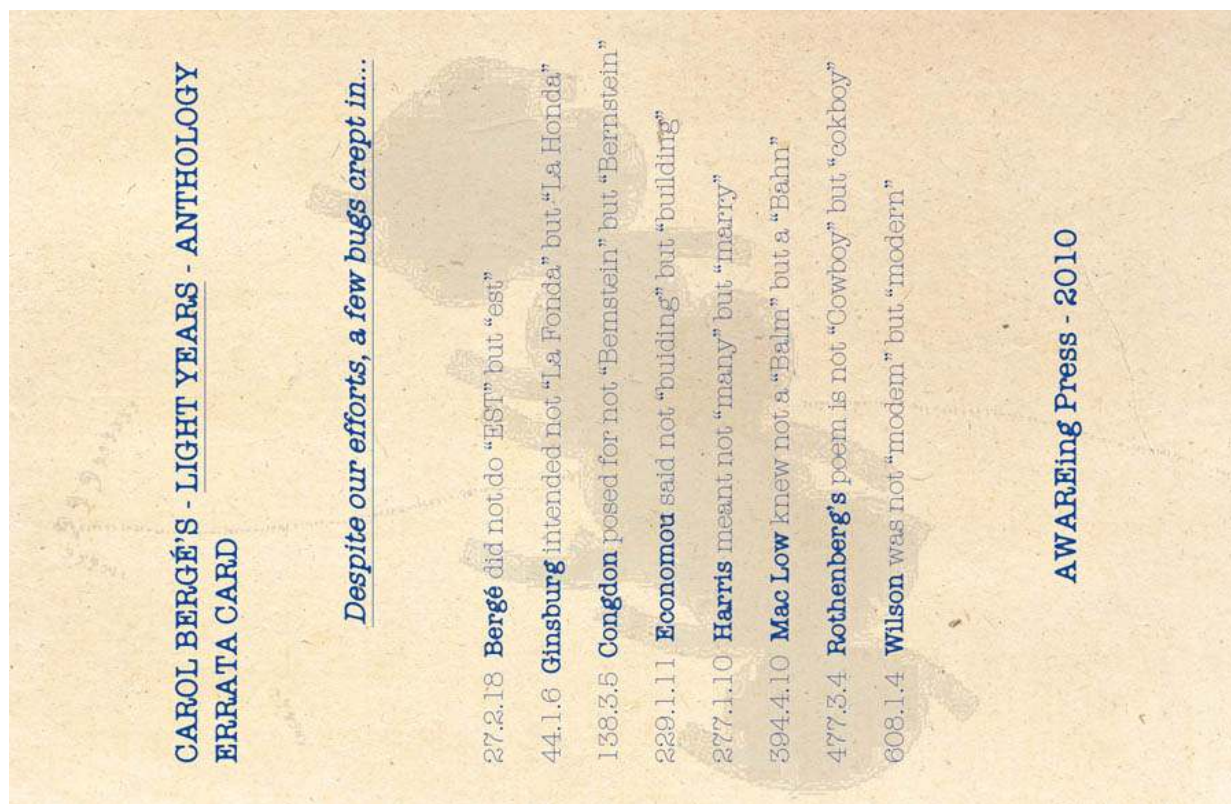 CAROL BERGÉ'S - LIGHT YEARS - ANTHOLOGY
ERRATA CARD
Despite our efforts, a few bugs crept in...
27.2.18 Bergé did not do “EST” but “est”
44.1.6 Ginsburg intended not “La Fonda” but “La Honda”
138.3.5 Congdon posed for not “Bemstein” but “Bernstein”
229.1.11 Economou said not “buiding” but “building”
277.1.10 Harris meant not “many” but “marry”
394.4.10 Mac Low knew not a “Balm” but a “Bahn”
477.3.4 Rothenberg's poem is not “Cowboy” but “cokboy”
608.1.4 Wilson was not “modem” but “modern”
AWAREing Press - 2010